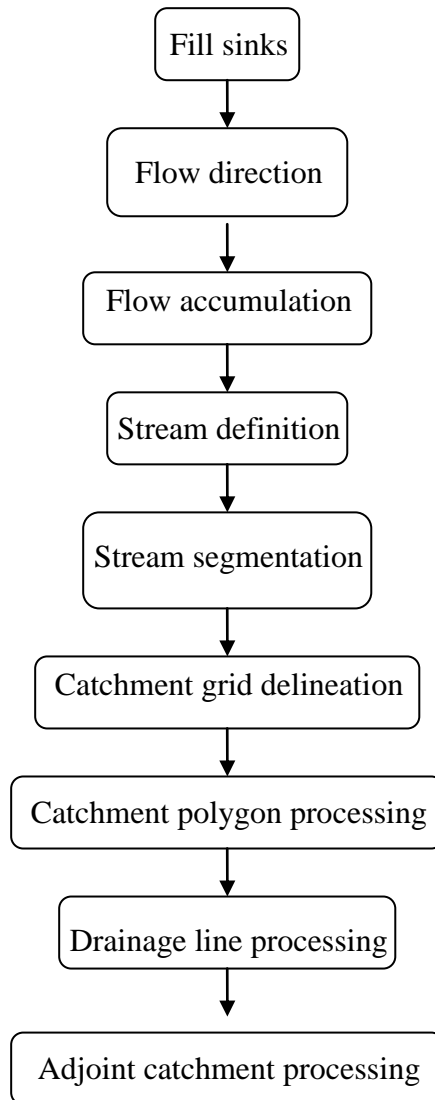 Fill sinks
Flow direction
Flow accumulation
Stream definition
Stream segmentation
Catchment grid delineation
Catchment polygon processing
Drainage line processing
Adjoint catchment processing